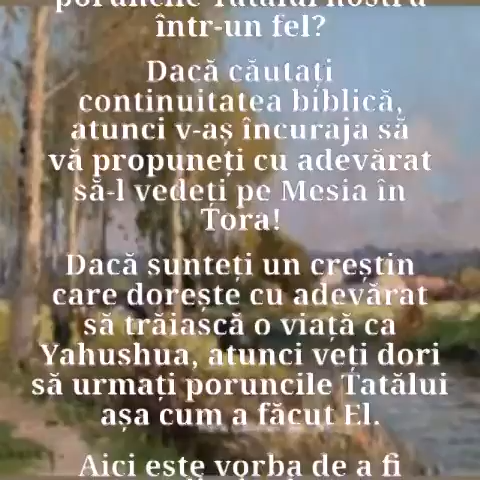 poruncile Tatălui nostru
într-un fel?
Dacă căutați
continuitatea biblică,
atunci v-aș încuraja să
vă propuneți cu adevărat
să-l vedeți pe Mesia în
Tora!
Dacă sunteți un creștin
care dorește cu adevărat
să trăiască o viață ca
Yahushua, atunci veți dori
să urmați poruncile Tatălui
așa cum a făcut El.
Aici este vorba de a fi